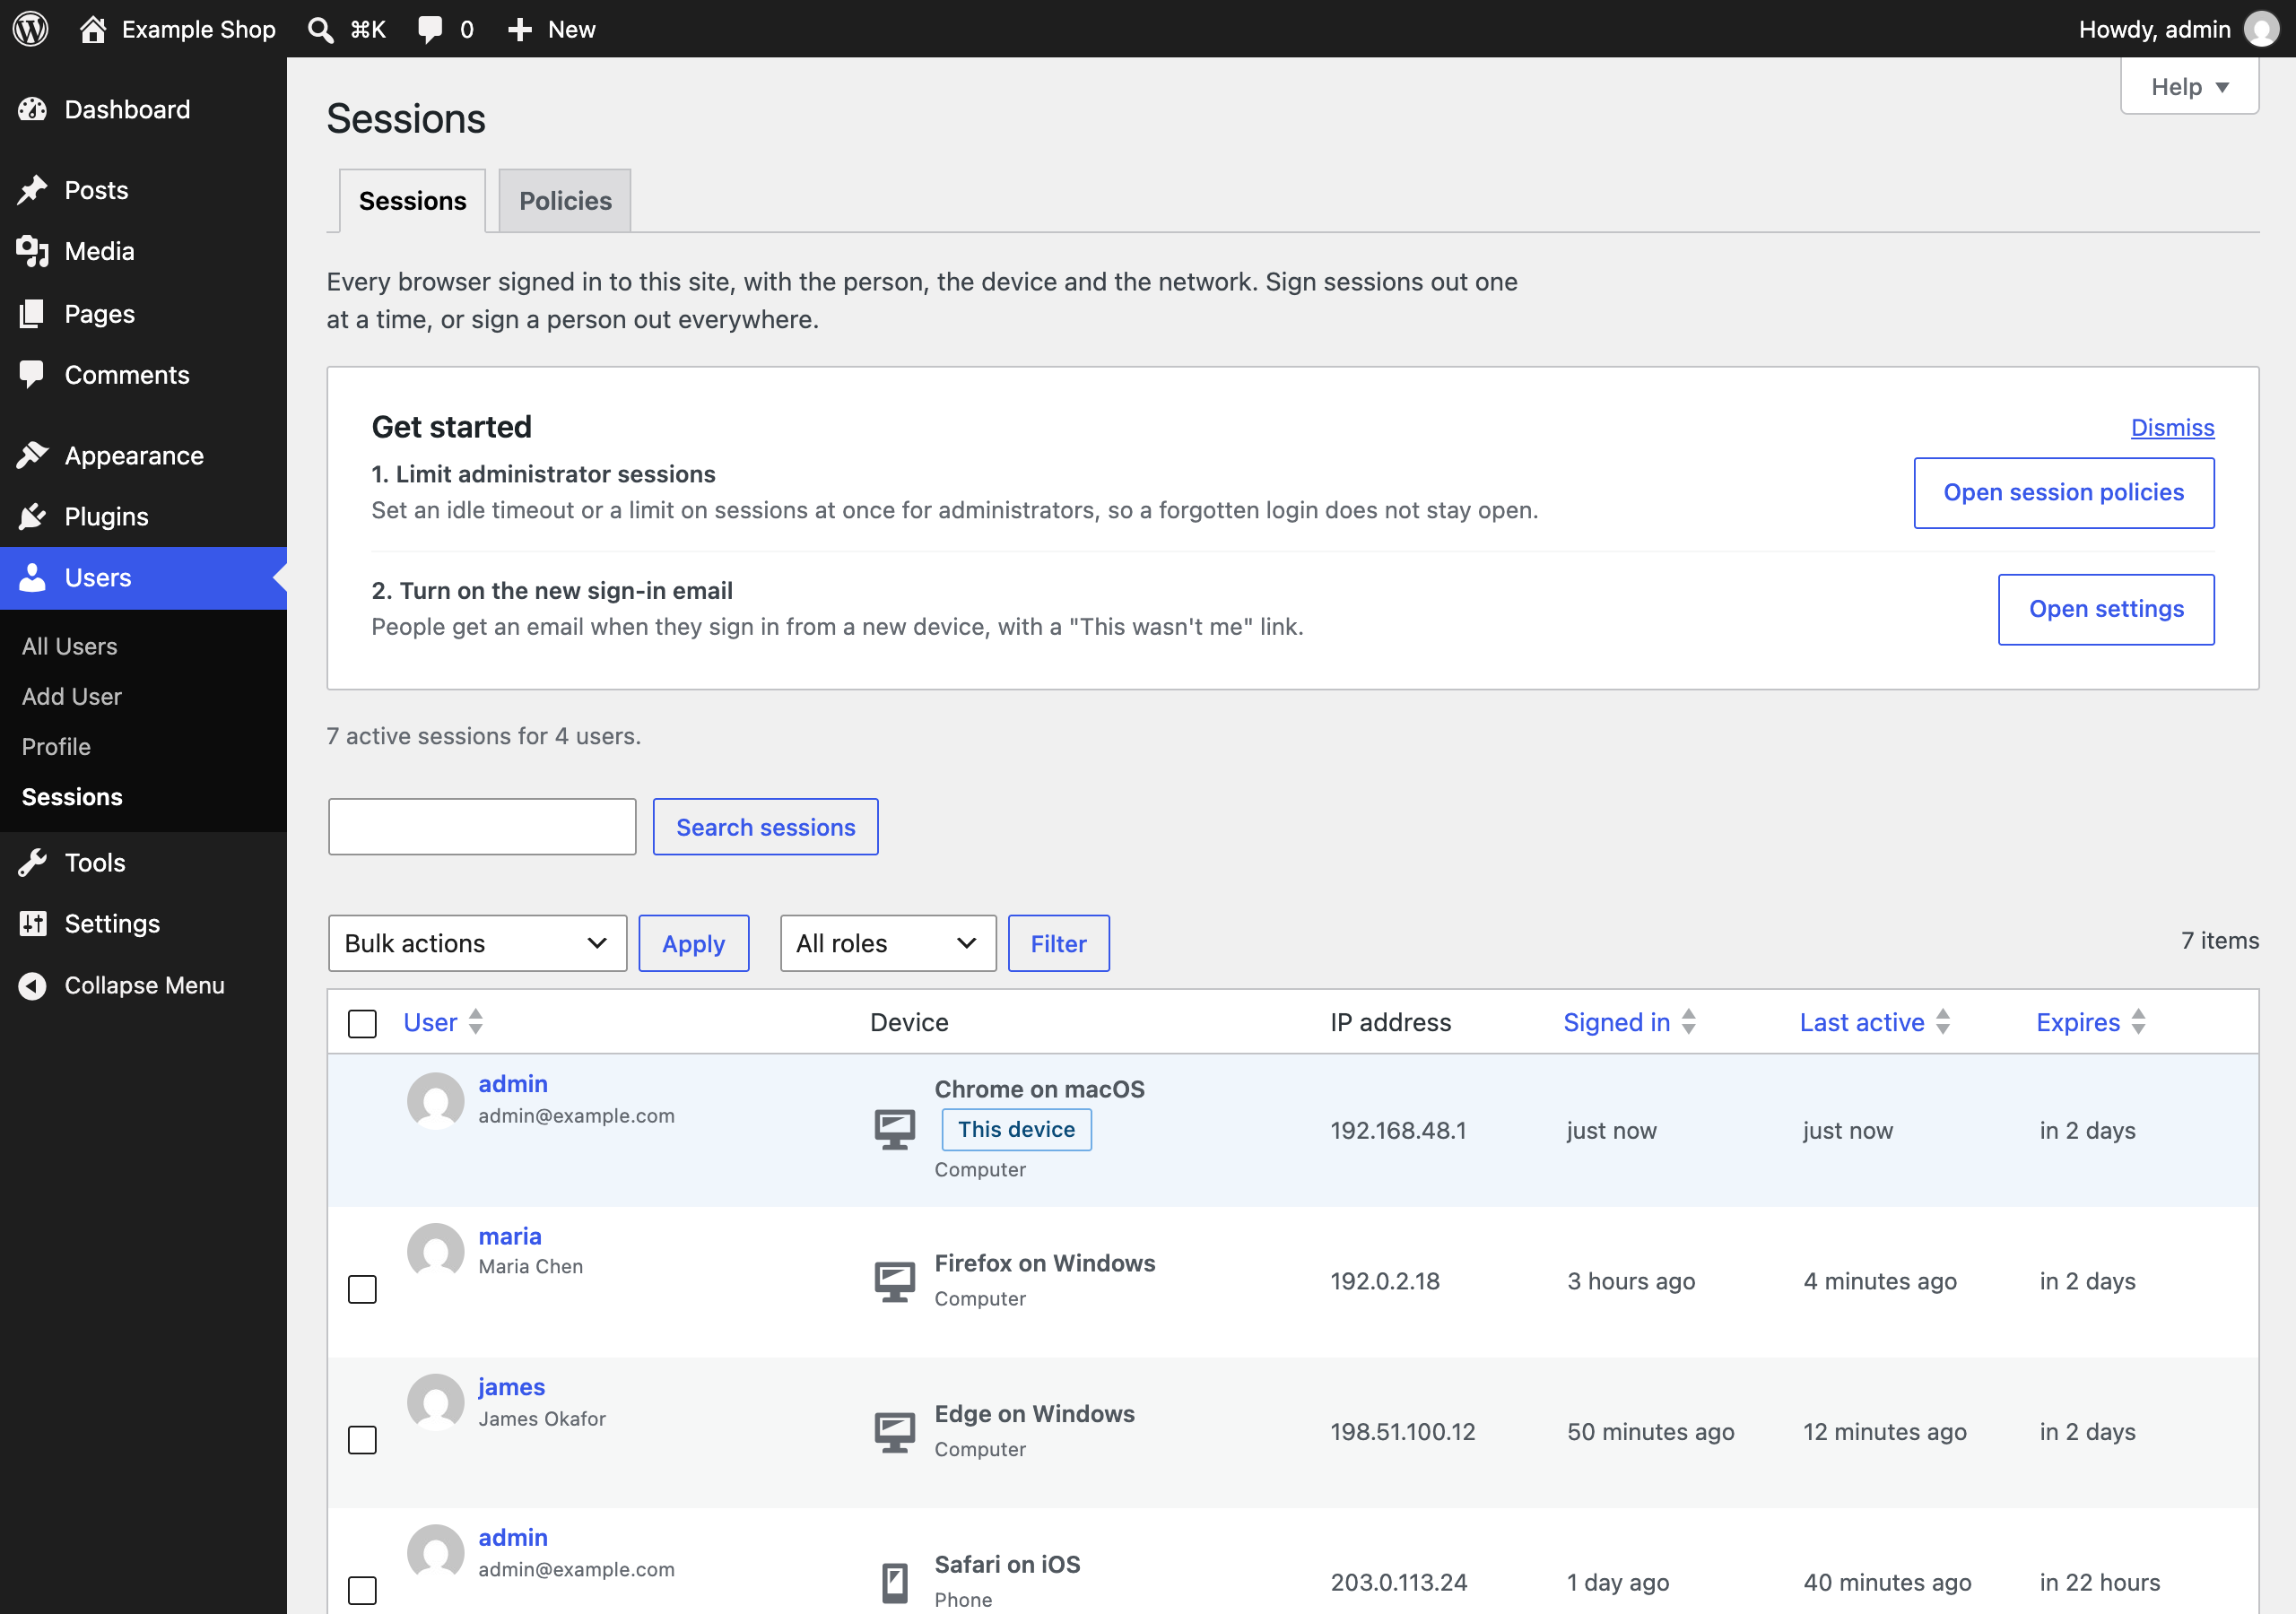 Example Shop ⌘K 0 New Howdy, admin
Help
Dashboard
Posts
Media
Pages
Comments
Appearance
Plugins
Users
All Users
Add User
Profile
Sessions
Tools
Settings
Collapse Menu
Sessions
Sessions Policies
Every browser signed in to this site, with the person, the device and the network. Sign sessions out one
at a time, or sign a person out everywhere.
Get started
Dismiss
1. Limit administrator sessions
Set an idle timeout or a limit on sessions at once for administrators, so a forgotten login does not stay open.
Open session policies
2. Turn on the new sign-in email
People get an email when they sign in from a new device, with a "This wasn't me" link.
Open settings
7 active sessions for 4 users.
Search sessions
Bulk actions Apply All roles Filter 7 items
User Device IP address Signed in Last active Expires
admin
admin@example.com
Chrome on macOS
This device
Computer
192.168.48.1 just now just now in 2 days
maria
Maria Chen
Firefox on Windows
Computer
192.0.2.18 3 hours ago 4 minutes ago in 2 days
james
James Okafor
Edge on Windows
Computer
198.51.100.12 50 minutes ago 12 minutes ago in 2 days
admin
admin@example.com
Safari on iOS
Phone
203.0.113.24 1 day ago 40 minutes ago in 22 hours